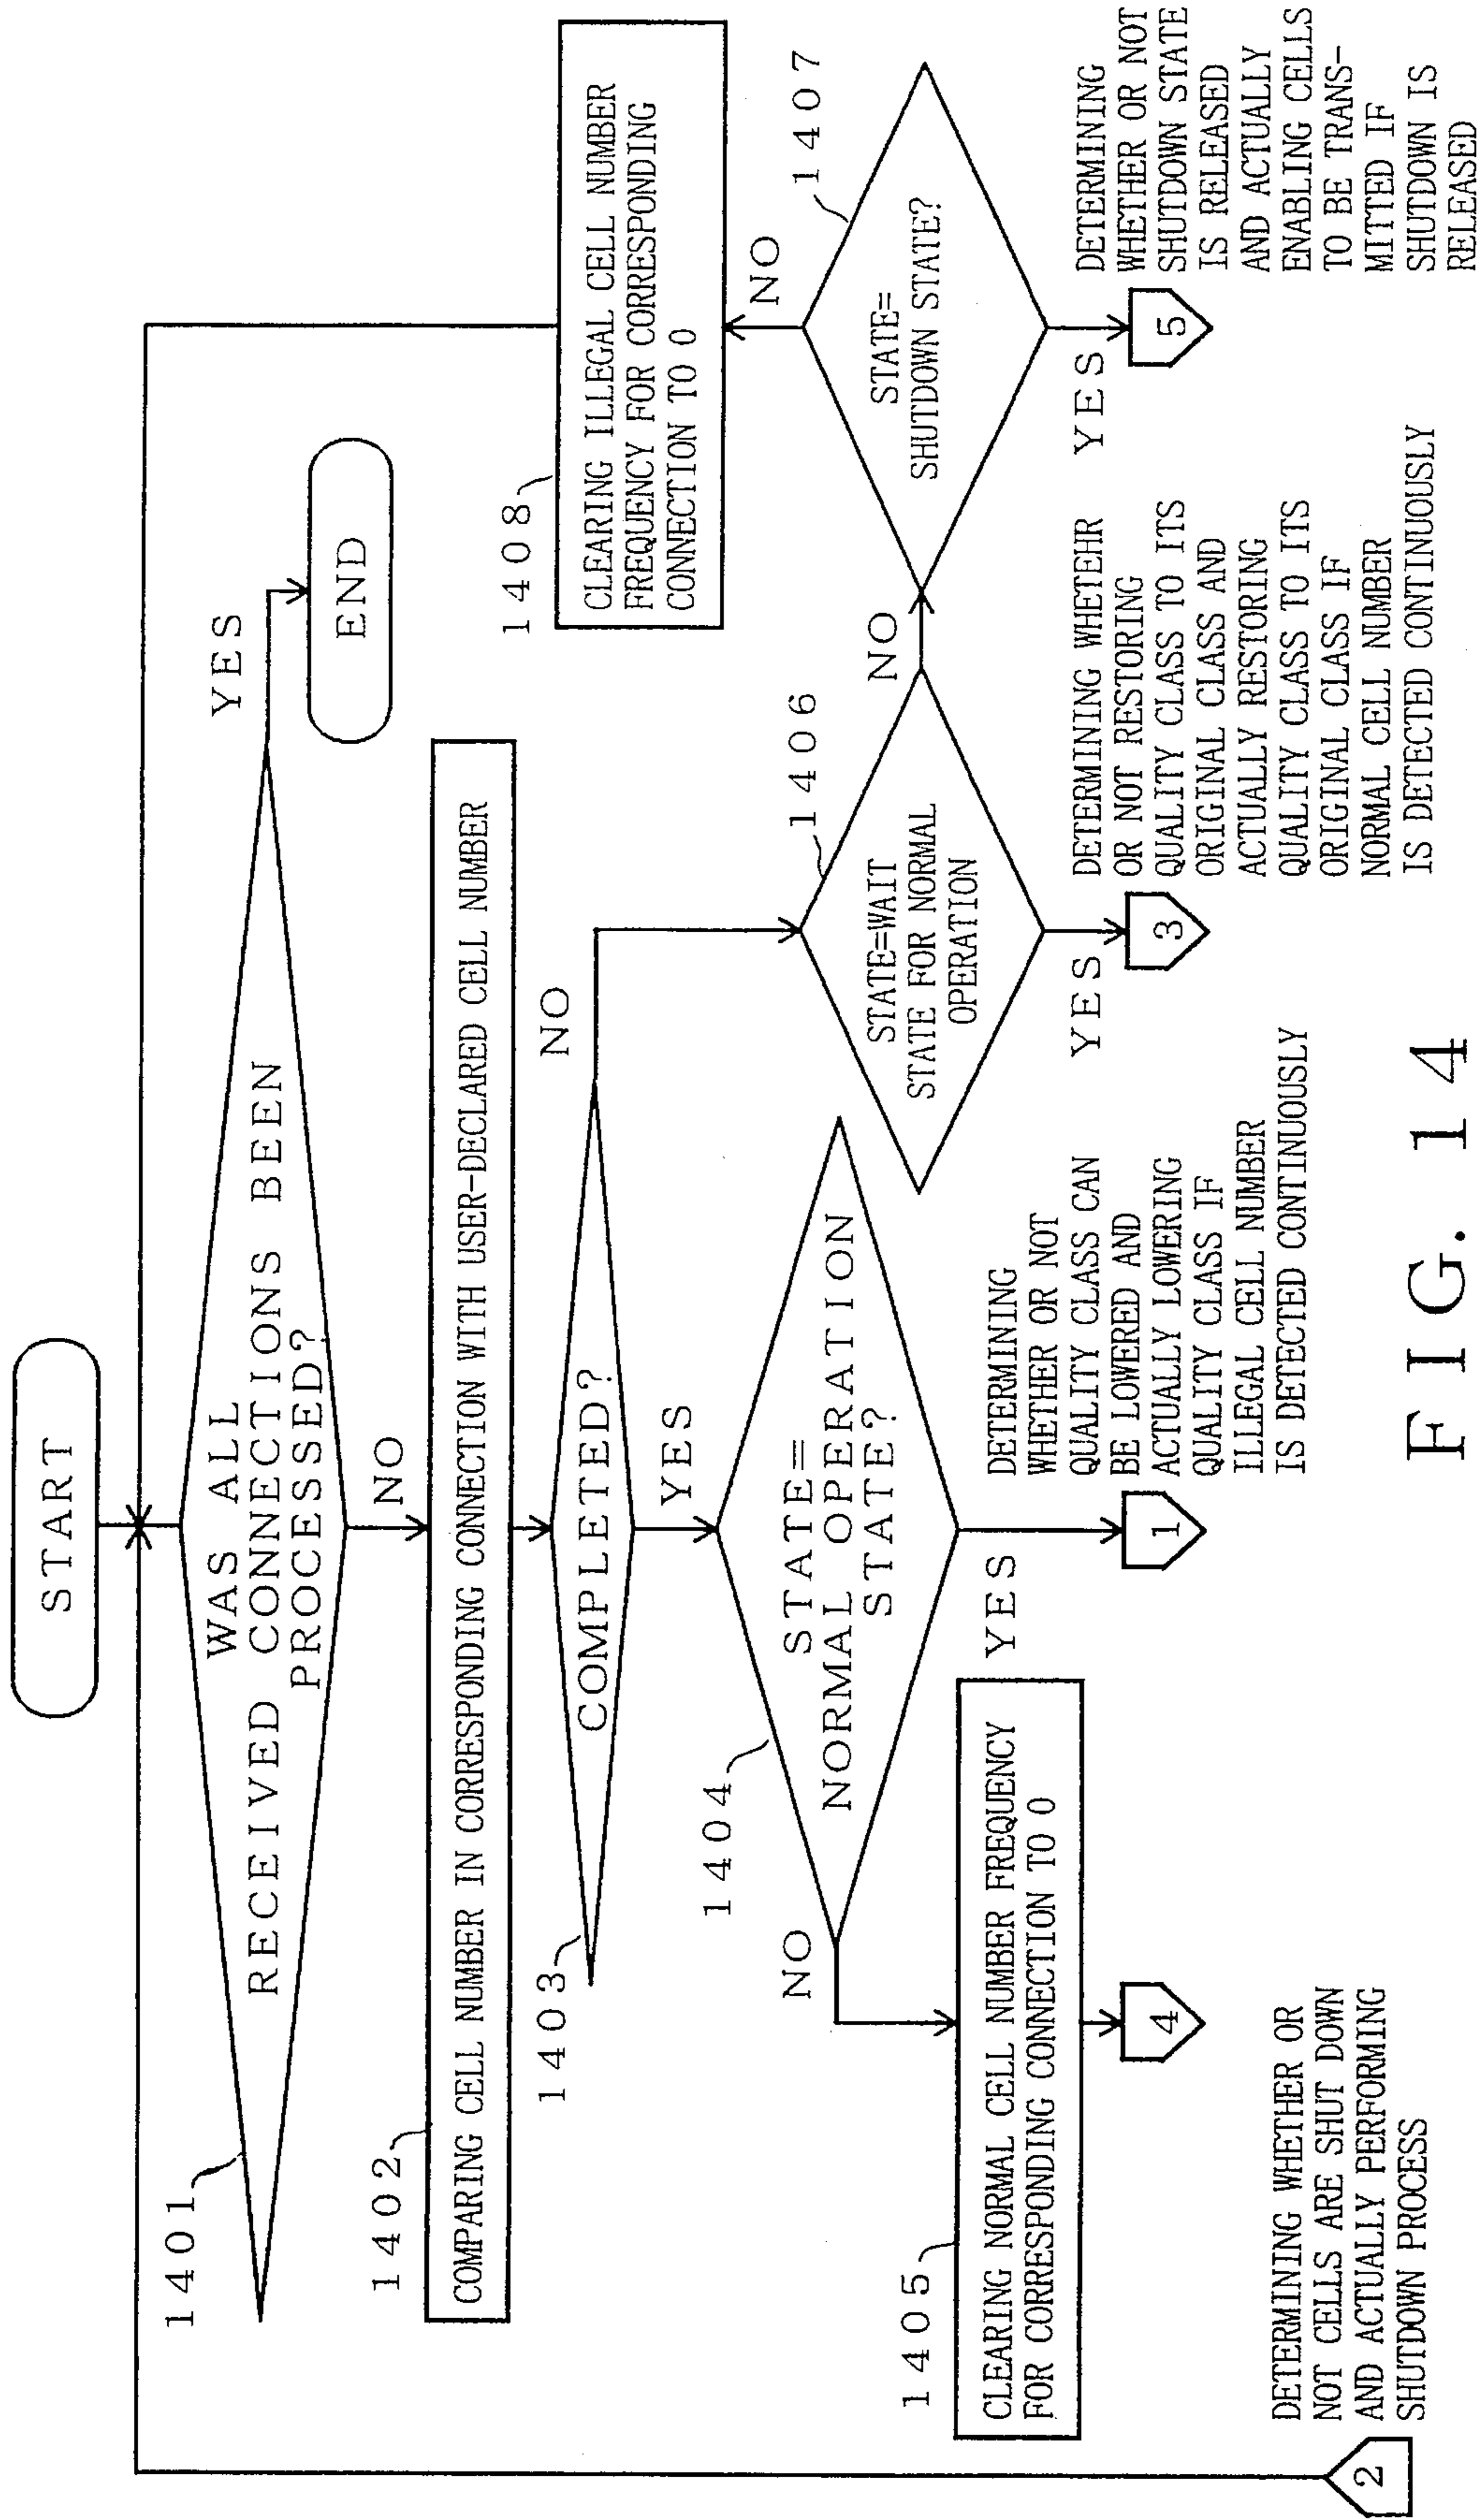 START
1401
WAS ALL
RECEIVED CONNECTIONS BEEN
PROCESSED?
YES
END
NO
1402
COMPARING CELL NUMBER IN CORRESPONDING CONNECTION WITH USER-DECLARED CELL NUMBER
1403
COMPLETED?
NO
YES
1404
STATE=
NORMAL OPERATION
STATE?
NO
YES
1405
CLEARING NORMAL CELL NUMBER FREQUENCY
FOR CORRESPONDING CONNECTION TO 0
4
1
DETERMINING
WHETHER OR NOT
QUALITY CLASS CAN
BE LOWERED AND
ACTUALLY LOWERING
QUALITY CLASS IF
ILLEGAL CELL NUMBER
IS DETECTED CONTINUOUSLY
1406
STATE=WAIT
STATE FOR NORMAL
OPERATION
NO
YES
3
DETERMINING WHETEHR
OR NOT RESTORING
QUALITY CLASS TO ITS
ORIGINAL CLASS AND
ACTUALLY RESTORING
QUALITY CLASS TO ITS
ORIGINAL CLASS IF
NORMAL CELL NUMBER
IS DETECTED CONTINUOUSLY
1407
STATE=
SHUTDOWN STATE?
NO
YES
1408
CLEARING ILLEGAL CELL NUMBER
FREQUENCY FOR CORRESPONDING
CONNECTION TO 0
5
DETERMINING
WHETHER OR NOT
SHUTDOWN STATE
IS RELEASED
AND ACTUALLY
ENABLING CELLS
TO BE TRANS-
MITTED IF
SHUTDOWN IS
RELEASED
2
DETERMINING WHETHER OR
NOT CELLS ARE SHUT DOWN
AND ACTUALLY PERFORMING
SHUTDOWN PROCESS
FIG. 14